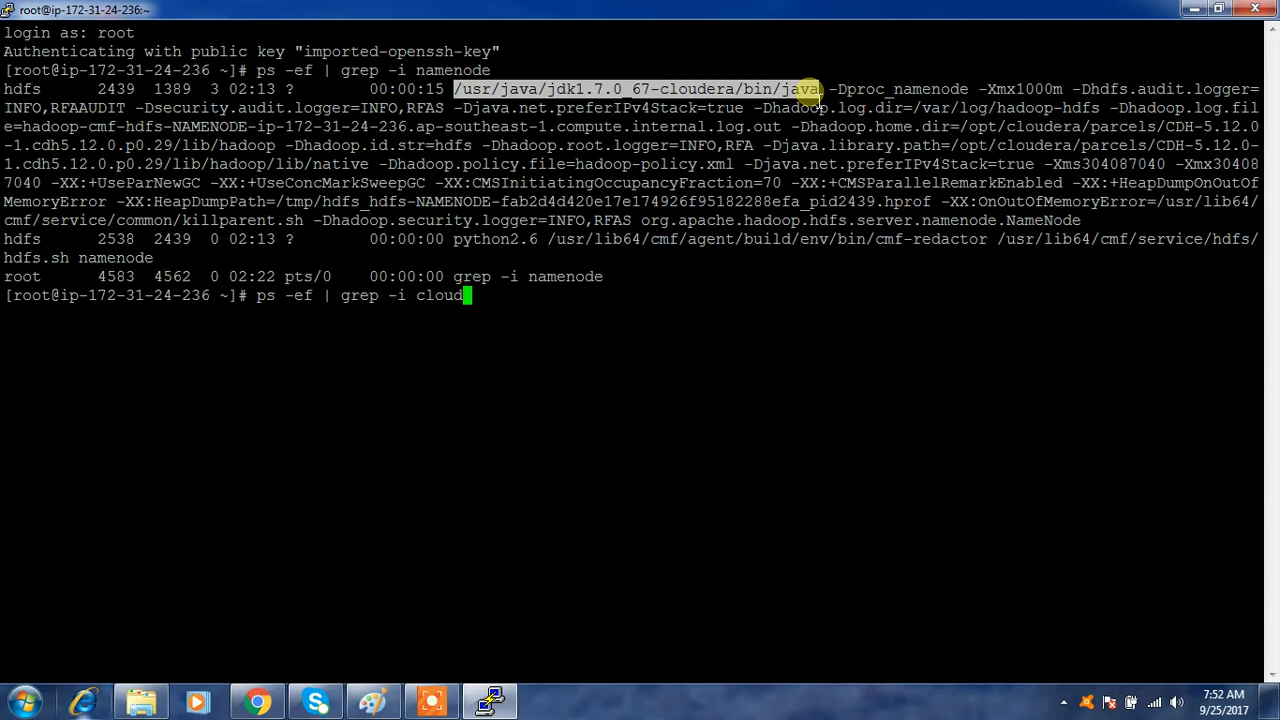 root@ip-172-31-24-236:~
login as: root
Authenticating with public key "imported-openssh-key"
[root@ip-172-31-24-236 ~]# ps -ef | grep -i namenode
hdfs      2439  1389  3 02:13 ?        00:00:15 /usr/java/jdk1.7.0_67-cloudera/bin/java -Dproc_namenode -Xmx1000m -Dhdfs.audit.logger=
INFO,RFAAUDIT -Dsecurity.audit.logger=INFO,RFAS -Djava.net.preferIPv4Stack=true -Dhadoop.log.dir=/var/log/hadoop-hdfs -Dhadoop.log.fil
e=hadoop-cmf-hdfs-NAMENODE-ip-172-31-24-236.ap-southeast-1.compute.internal.log.out -Dhadoop.home.dir=/opt/cloudera/parcels/CDH-5.12.0
-1.cdh5.12.0.p0.29/lib/hadoop -Dhadoop.id.str=hdfs -Dhadoop.root.logger=INFO,RFA -Djava.library.path=/opt/cloudera/parcels/CDH-5.12.0-
1.cdh5.12.0.p0.29/lib/hadoop/lib/native -Dhadoop.policy.file=hadoop-policy.xml -Djava.net.preferIPv4Stack=true -Xms304087040 -Xmx30408
7040 -XX:+UseParNewGC -XX:+UseConcMarkSweepGC -XX:CMSInitiatingOccupancyFraction=70 -XX:+CMSParallelRemarkEnabled -XX:+HeapDumpOnOutOf
MemoryError -XX:HeapDumpPath=/tmp/hdfs_hdfs-NAMENODE-fab2d4d420e17e174926f95182288efa_pid2439.hprof -XX:OnOutOfMemoryError=/usr/lib64/
cmf/service/common/killparent.sh -Dhadoop.security.logger=INFO,RFAS org.apache.hadoop.hdfs.server.namenode.NameNode
hdfs      2538  2439  0 02:13 ?        00:00:00 python2.6 /usr/lib64/cmf/agent/build/env/bin/cmf-redactor /usr/lib64/cmf/service/hdfs/
hdfs.sh namenode
root      4583  4562  0 02:22 pts/0    00:00:00 grep -i namenode
[root@ip-172-31-24-236 ~]# ps -ef | grep -i cloud
7:52 AM
9/25/2017